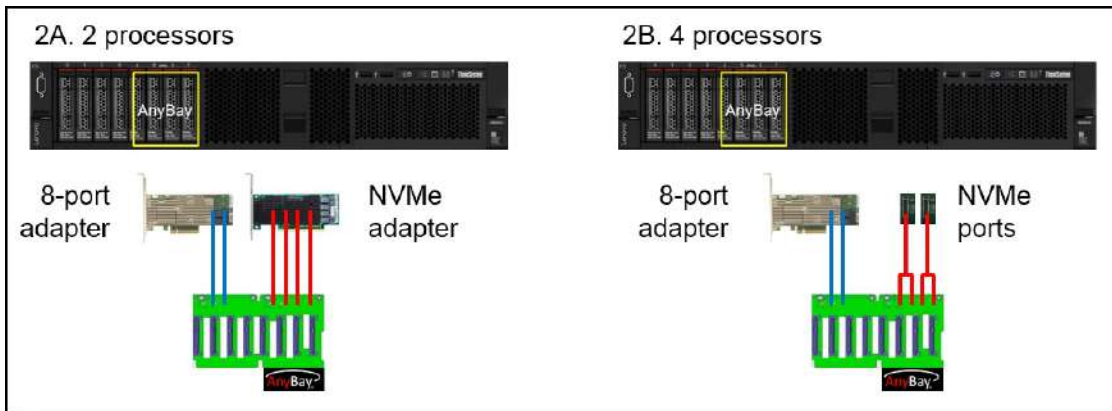 2A. 2 processors
AnyBay
8-port
adapter
NVMe
adapter
AnyBay
2B. 4 processors
AnyBay
8-port
adapter
NVMe
ports
AnyBay